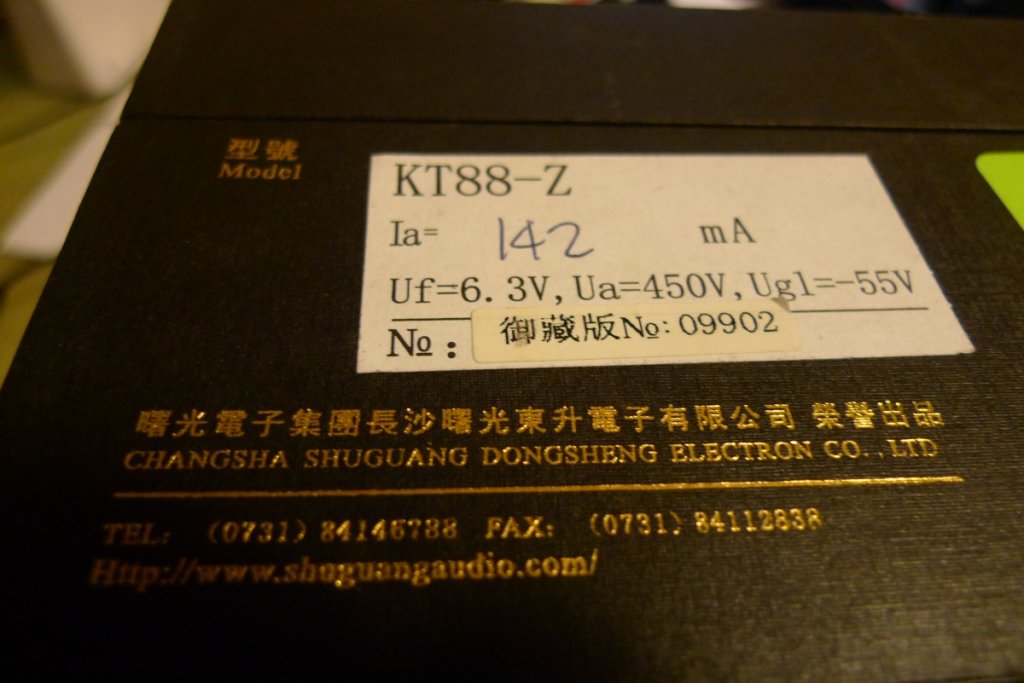 型號
Model
KT88-Z
Ia= 142 mA
Uf=6.3V,Ua=450V,Ug1=-55V
№: 御藏版№: 09902
曙光電子集團長沙曙光東升電子有限公司 榮譽出品
CHANGSHA SHUGUANG DONGSHENG ELECTRON CO.,LTD
TEL: (0731) 84146788 FAX: (0731) 84112838
Http://www.shuguangaudio.com/